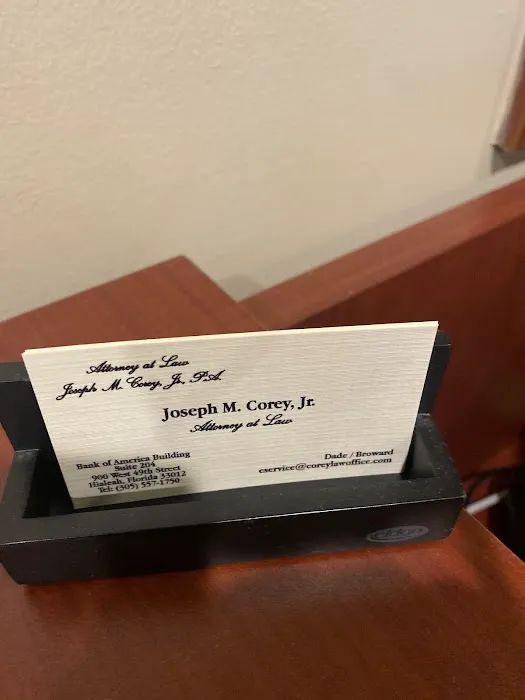 Attorney at Law
Joseph M. Corey, Jr., P.A.
Joseph M. Corey, Jr.
Attorney at Law
Bank of America Building
Suite 204
900 West 49th Street
Hialeah, Florida 33012
Tel: (305) 557-1750
Dade / Broward
eservice@coreylawoffice.com
eldon